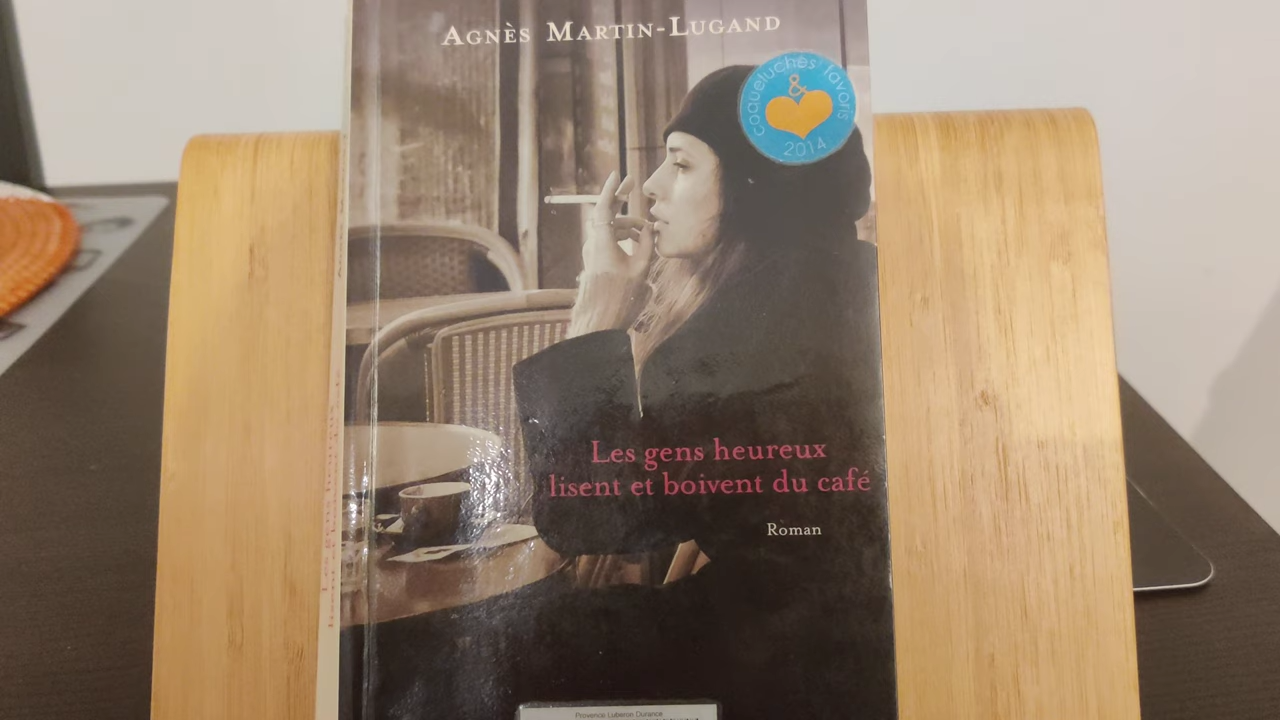 Agnès Martin-Lugand
coqueluches favoris
&
2014
Les gens heureux
lisent et boivent du café
Roman
Provence Luberon Durance